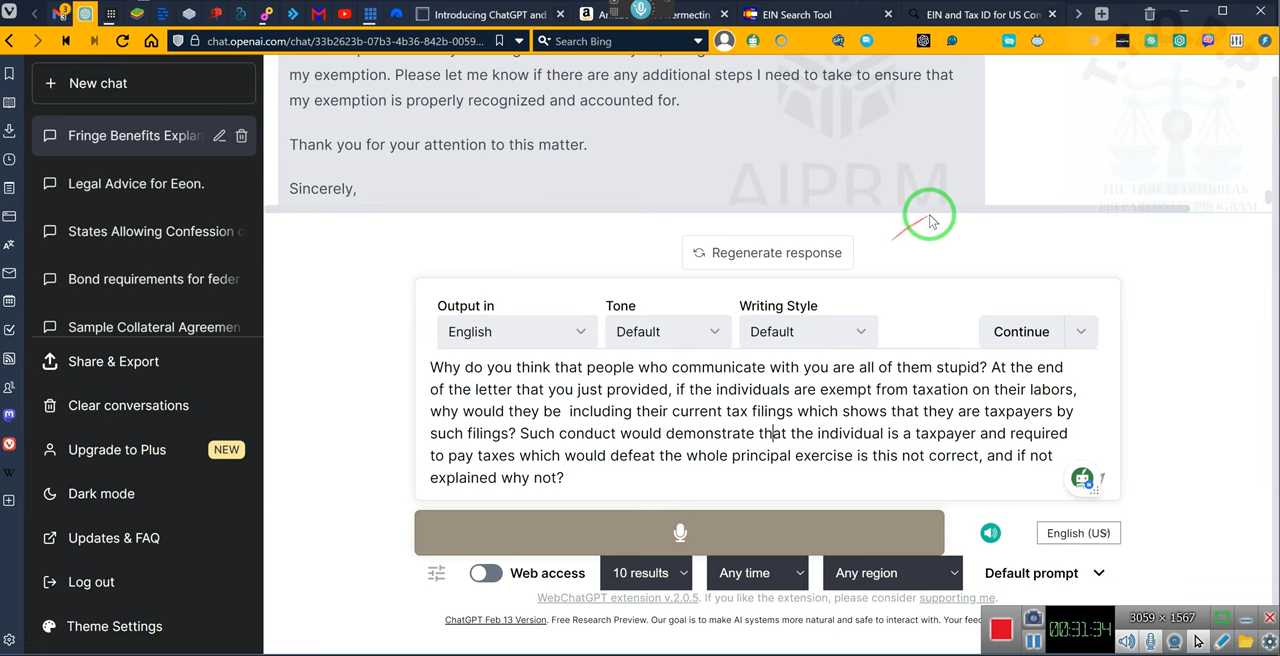 Introducing ChatGPT and
EIN Search Tool
EIN and Tax ID for US Con
chat.openai.com/chat/33b2623b-07b3-4b36-842b-0059...
Search Bing
New chat
Fringe Benefits Explan
Legal Advice for Eeon.
States Allowing Confession
Bond requirements for feder
Sample Collateral Agreemen
Share & Export
Clear conversations
Upgrade to Plus NEW
Dark mode
Updates & FAQ
Log out
Theme Settings
my exemption. Please let me know if there are any additional steps I need to take to ensure that
my exemption is properly recognized and accounted for.
Thank you for your attention to this matter.
Sincerely,
AIPRM
THE THREAT OUTBREAK
PREPAREDNESS PROGRAM
Regenerate response
Output in Tone Writing Style
English Default Default Continue
Why do you think that people who communicate with you are all of them stupid? At the end
of the letter that you just provided, if the individuals are exempt from taxation on their labors,
why would they be  including their current tax filings which shows that they are taxpayers by
such filings? Such conduct would demonstrate that the individual is a taxpayer and required
to pay taxes which would defeat the whole principal exercise is this not correct, and if not
explained why not?
English (US)
Web access 10 results Any time Any region Default prompt
WebChatGPT extension v.2.0.5. If you like the extension, please consider supporting me.
ChatGPT Feb 13 Version. Free Research Preview. Our goal is to make AI systems more natural and safe to interact with. Your feed
00:31:34
3059 × 1567